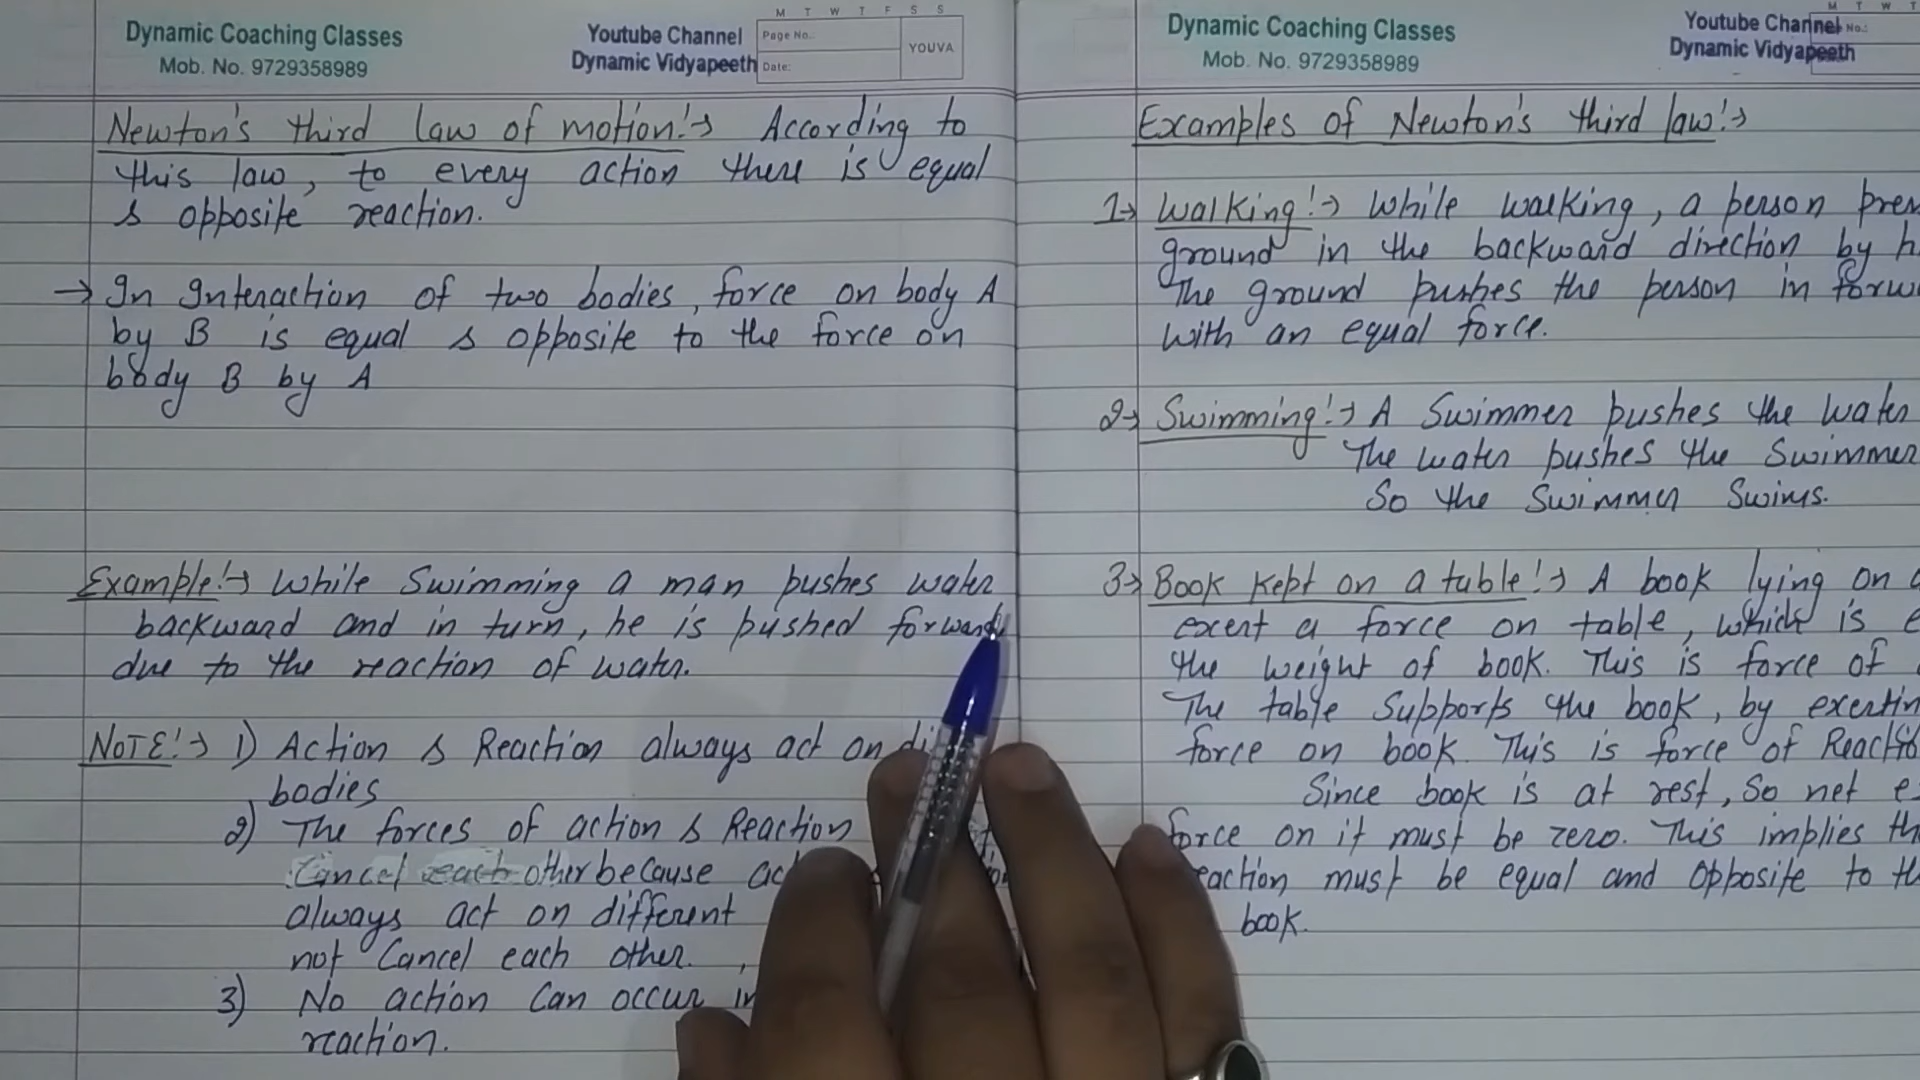 Dynamic Coaching Classes
Mob. No. 9729358989
Youtube Channel
Dynamic Vidyapeeth
M T W T F S S
Page No.:
Date:
YOUVA
Newton's third law of motion:→ According to
this law, to every action there is equal
& opposite reaction.
→ In Interaction of two bodies, force on body A
by B is equal & opposite to the force on
body B by A
Example:→ While Swimming a man pushes water
backward and in turn, he is pushed forward
due to the reaction of water.
NOTE:→ 1) Action & Reaction always act on
bodies
2) The forces of action & Reaction
Cancel each other because
always act on different
not Cancel each other.
3) No action Can occur in
reaction.
Dynamic Coaching Classes
Mob. No. 9729358989
Youtube Channel
Dynamic Vidyapeeth
M T W T
No.:
Examples of Newton's third law:→
1→ Walking:→ While walking, a person
ground in the backward direction by
The ground pushes the person in
with an equal force.
2→ Swimming:→ A Swimmer pushes the water
The water pushes the Swimmer
So the Swimmer Swims.
3→ Book Kept on a table:→ A book lying on
exert a force on table, which is
the weight of book. This is force of
The table Supports the book, by
force on book. This is force of
Since book is at rest, So net
force on it must be zero. This implies
must be equal and Opposite to
book.